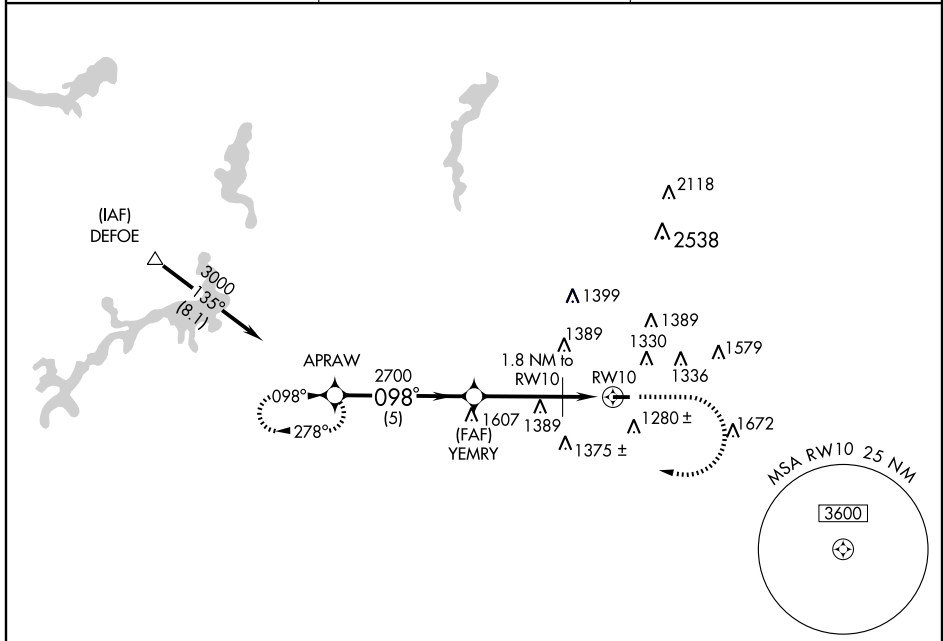 2118
2538
(IAF)
DEFOE
3000
135°
(8.1)
1399
1389
1389
1330
1336
1579
1.8 NM to
RW10
RW10
APRAW
2700
098°
098°
(5)
278°
1607
(FAF)
YEMRY
1389
1375 ±
1280 ±
1672
MSA RW10 25 NM
3600